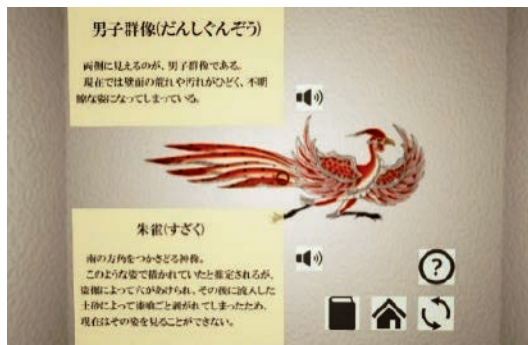 男子群像(だんしぐんぞう)
両側に見えるのが、男子群像である。
現在では壁面の荒れや汚れがひどく、不明
瞭な姿になってしまっている。
朱雀(すざく)
南の方角をつかさどる神像。
このような姿で描かれていたと推定されるが、
盗掘によって穴があけられ、その後に流入した
土砂によって漆喰ごと剥がれてしまったため、
現在はその姿を見ることができない。
?